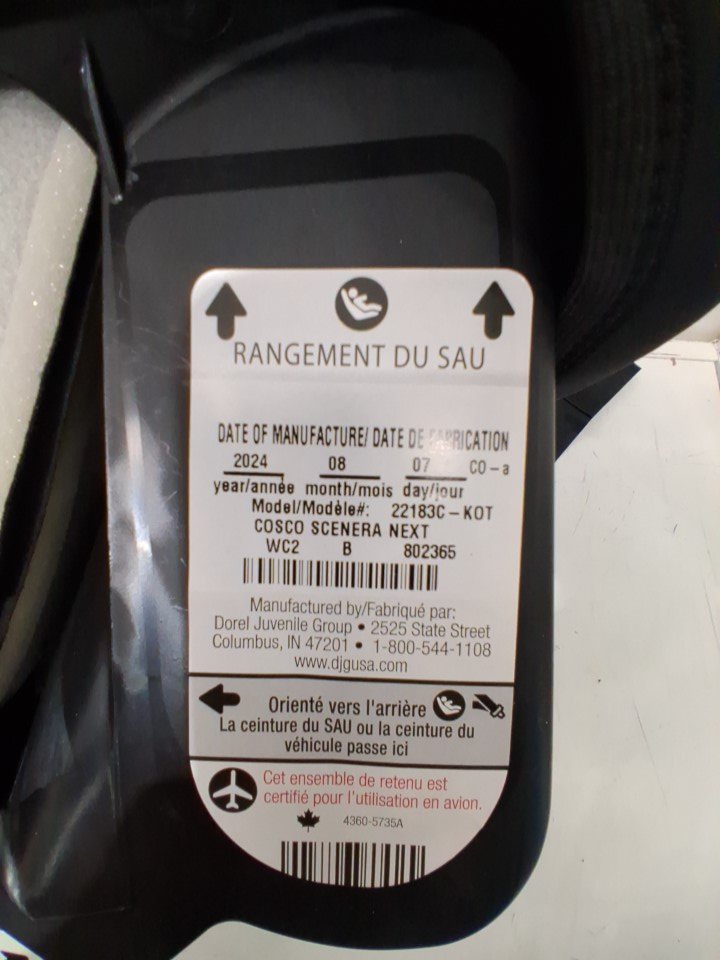 RANGEMENT DU SAU
DATE OF MANUFACTURE/ DATE DE FABRICATION
2024 08 07 CO-a
year/année month/mois day/jour
Model/Modèle#: 22183C-KOT
COSCO SCENERA NEXT
WC2 B 802365
Manufactured by/Fabriqué par:
Dorel Juvenile Group • 2525 State Street
Columbus, IN 47201 • 1-800-544-1108
www.djgusa.com
Orienté vers l'arrière
La ceinture du SAU ou la ceinture du
véhicule passe ici
Cet ensemble de retenu est
certifié pour l'utilisation en avion.
4360-5735A